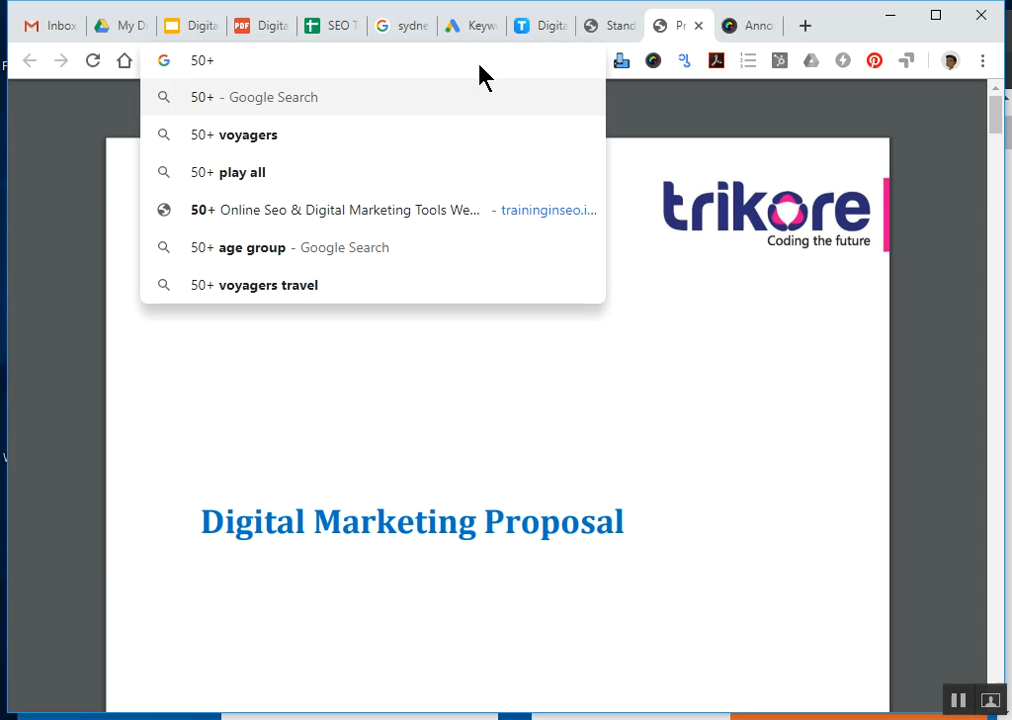 Inbox My D Digita PDF Digita SEO T sydne Keyw T Digita Stand Pr Anno
50+
50+ - Google Search
50+ voyagers
50+ play all
50+ Online Seo & Digital Marketing Tools We... - traininginseo.i...
50+ age group - Google Search
50+ voyagers travel
trikore
Coding the future
Digital Marketing Proposal